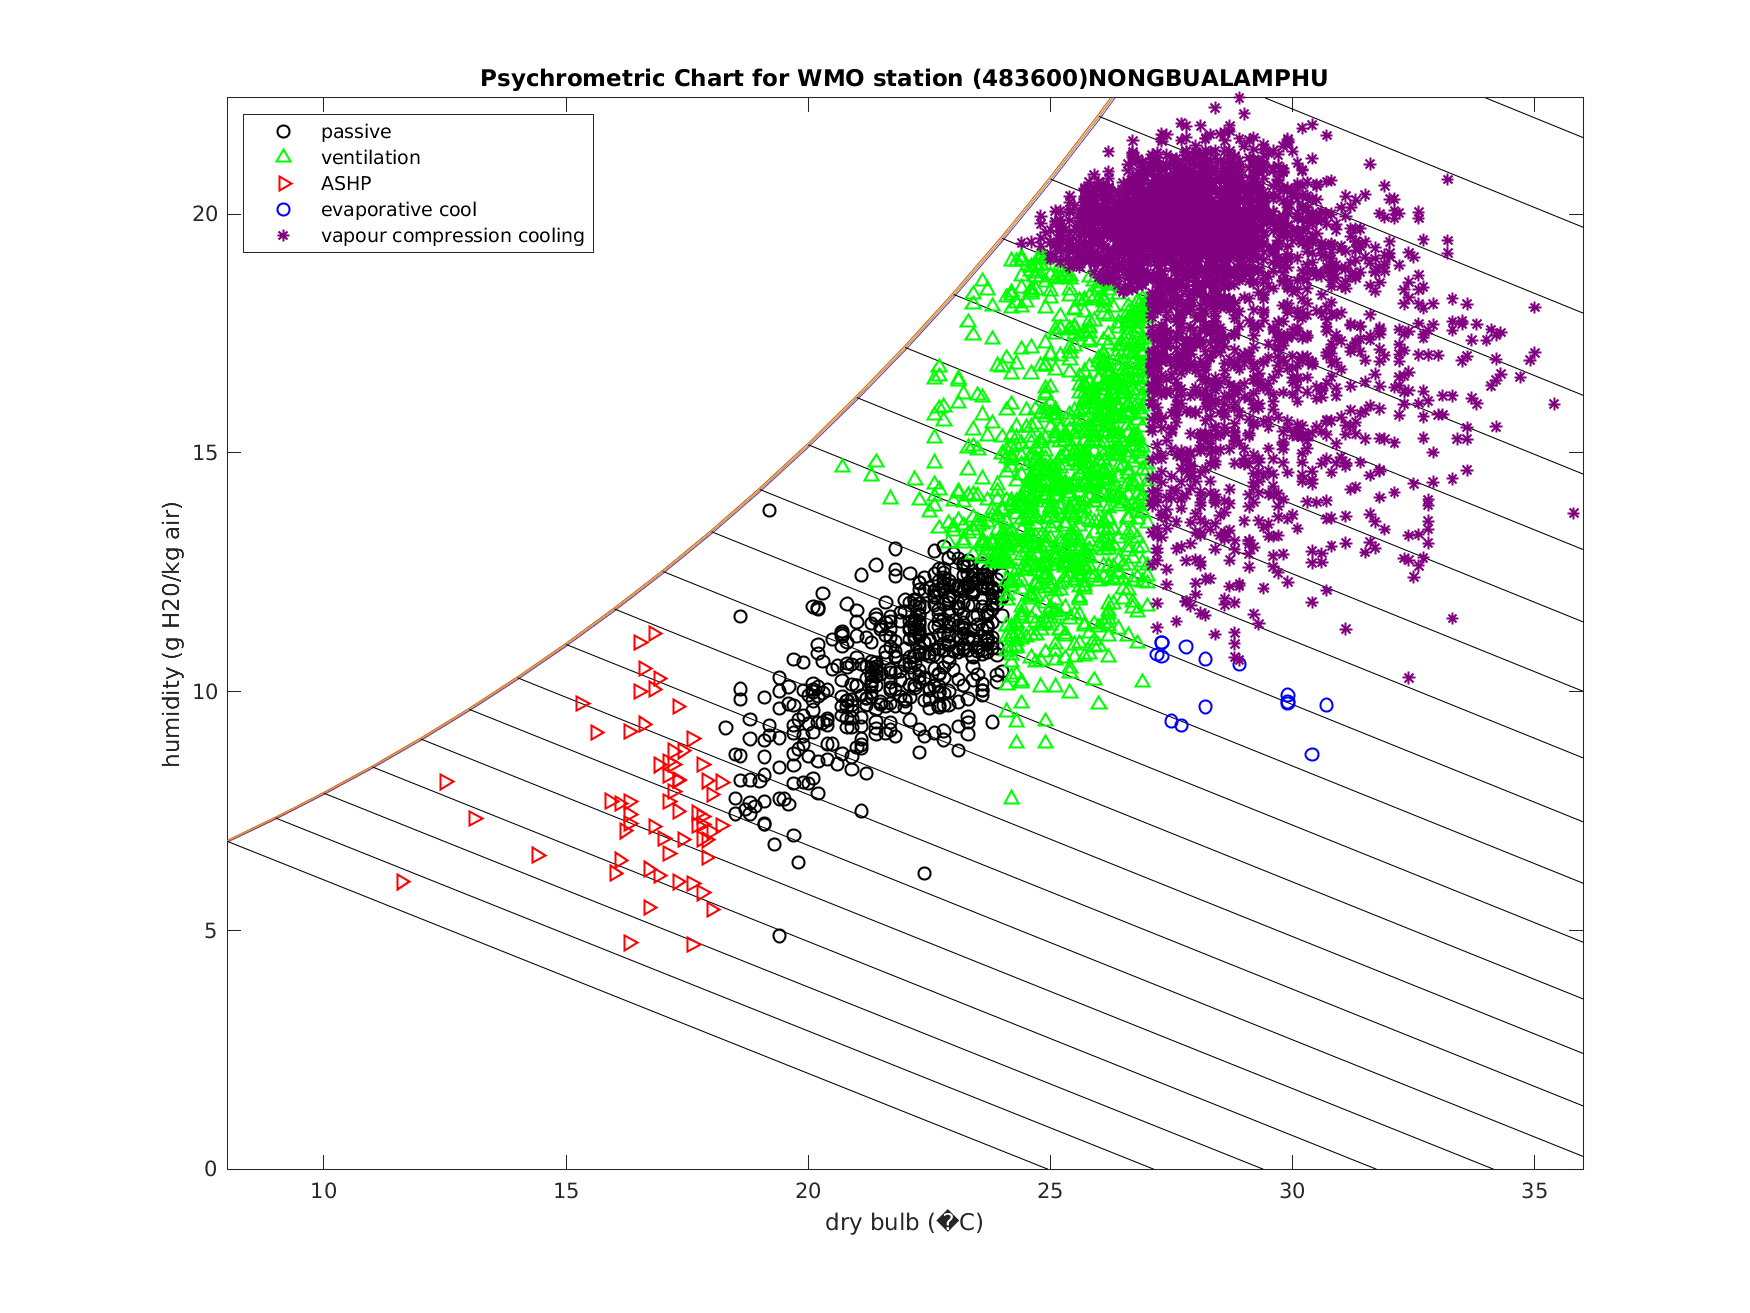 Psychrometric Chart for WMO station (483600)NONGBUALAMPHU
passive
ventilation
ASHP
evaporative cool
vapour compression cooling
humidity (g H20/kg air)
20
15
10
5
0
10
15
20
25
30
35
dry bulb (�C)